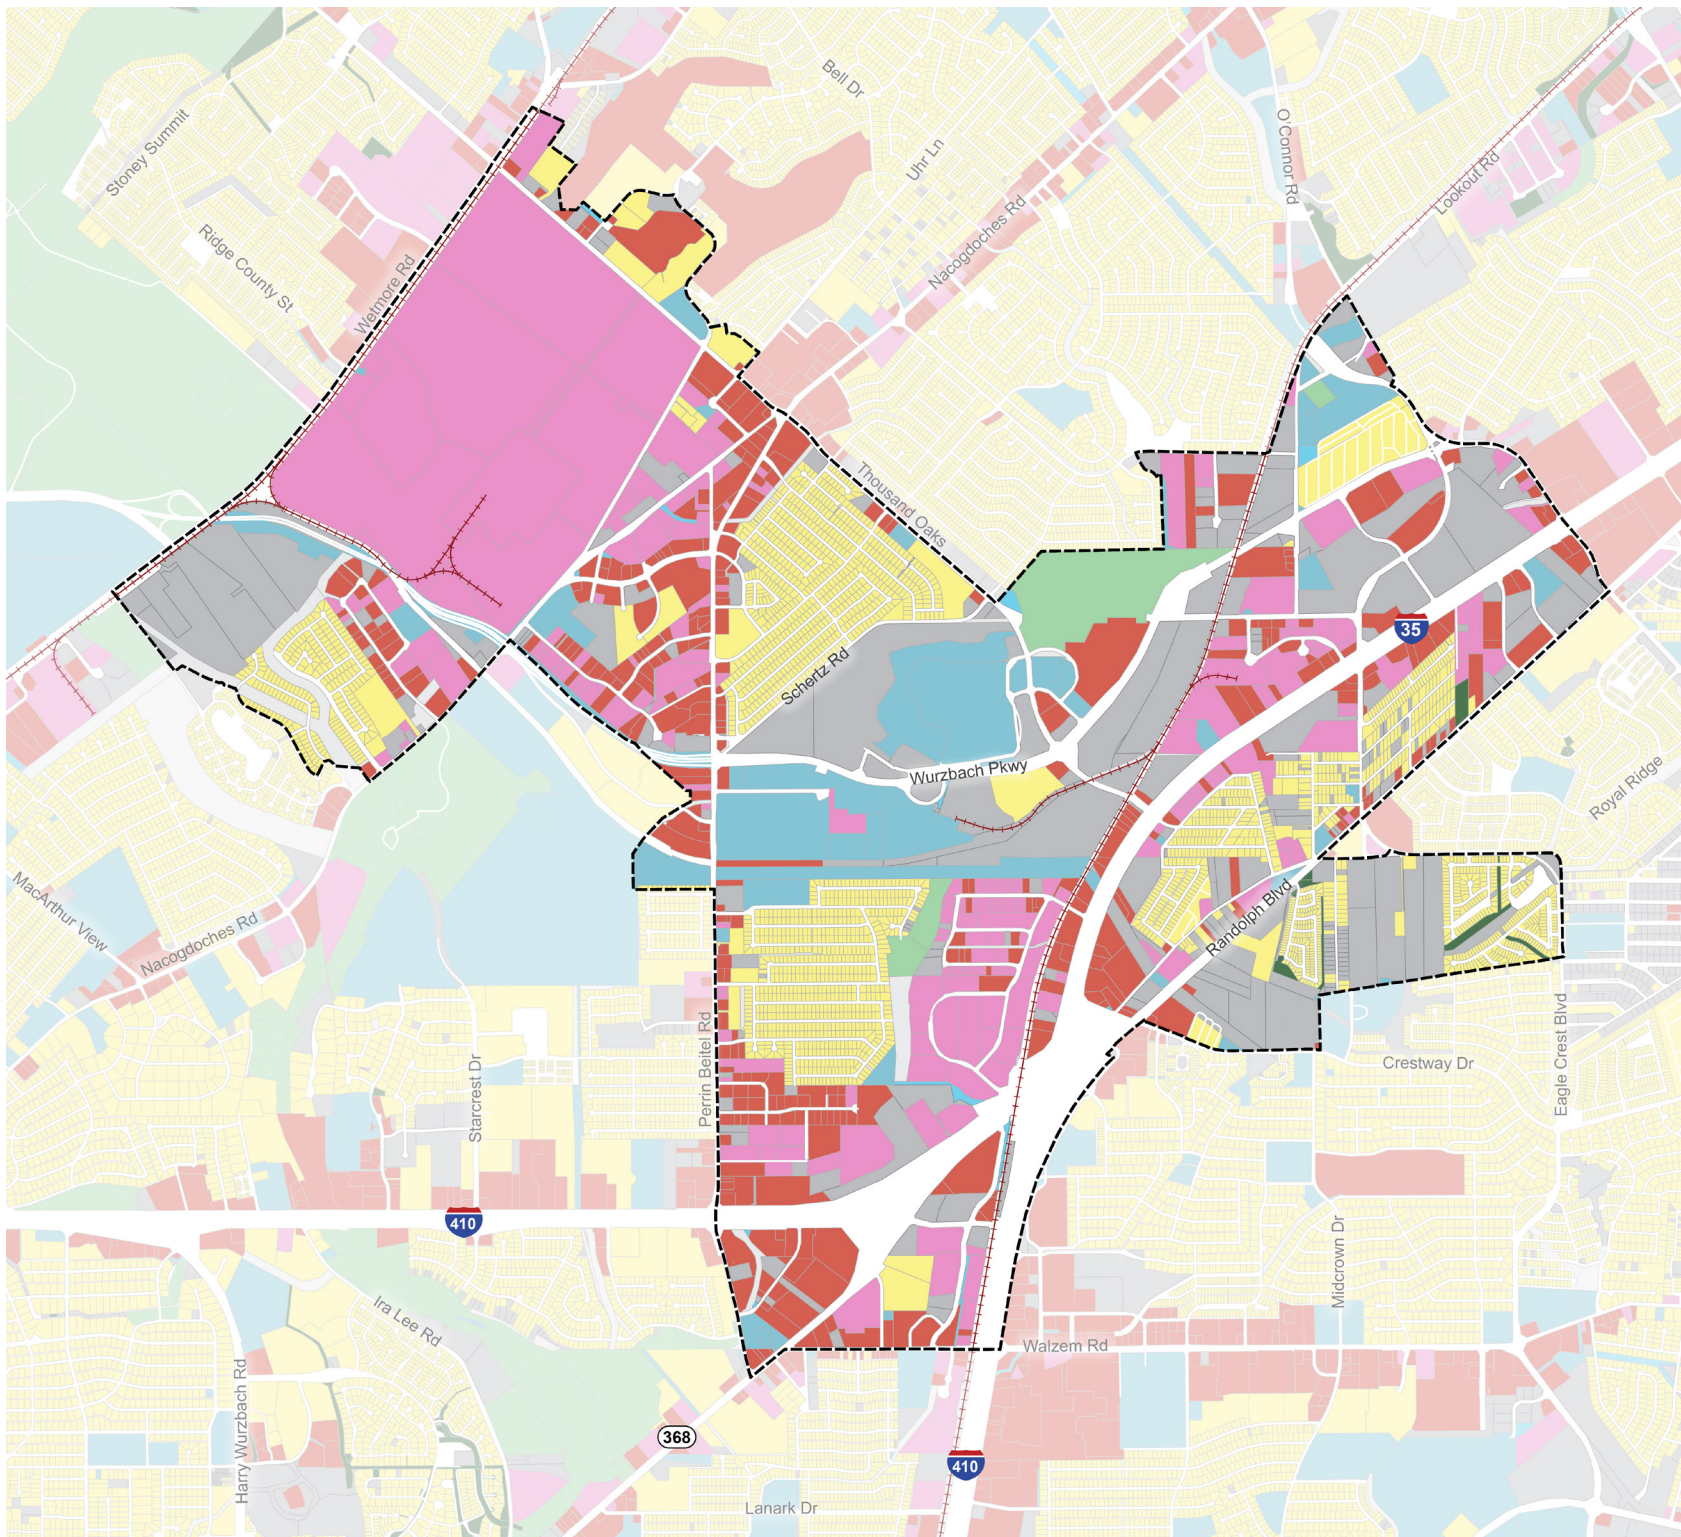 Bell Dr
Stoney Summit
O'Connor Rd
Uhr Ln
Lookout Rd
Ridge County St
Nacogdoches Rd
Wetmore Rd
Thousand Oaks
35
Schertz Rd
Wurzbach Pkwy
Royal Ridge
MacArthur View
Nacogdoches Rd
Randolph Blvd
Perrin Beitel Rd
Starcrest Dr
Eagle Crest Blvd
Crestway Dr
410
Midcrown Dr
Ira Lee Rd
Walzem Rd
Harry Wurzbach Rd
368
410
Lanark Dr